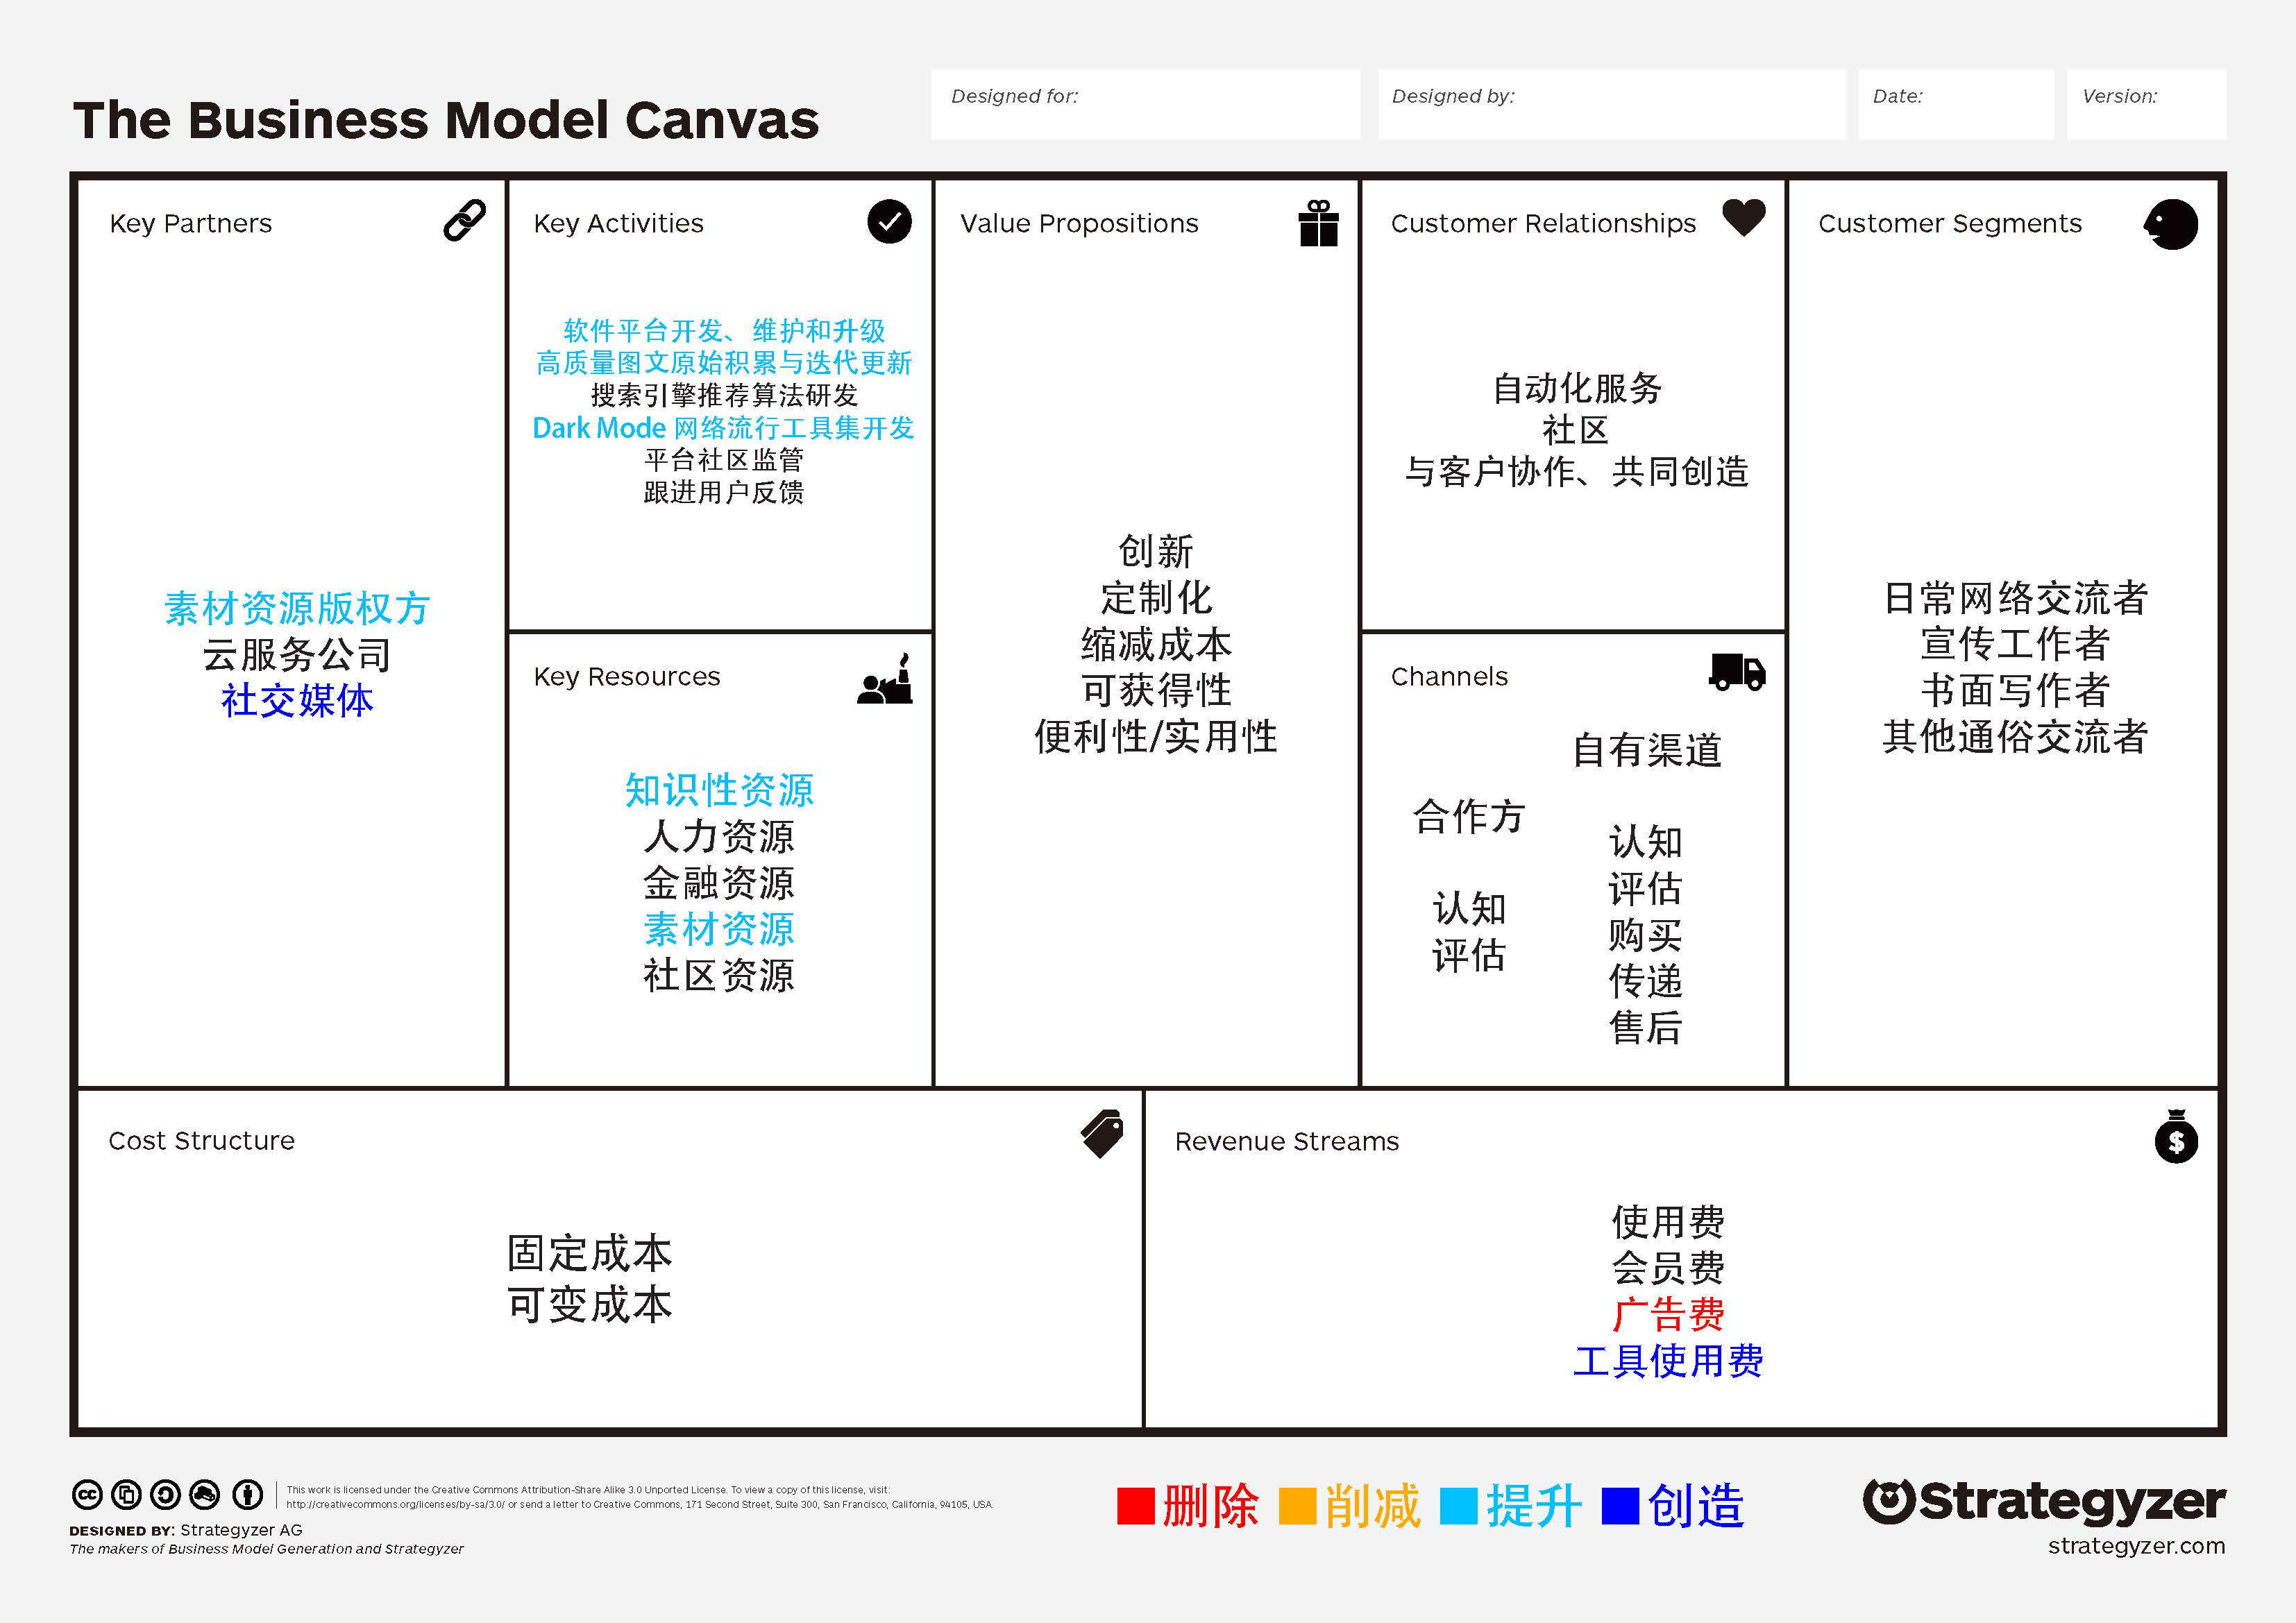 The Business Model Canvas
Designed for:
Designed by:
Date:
Version:
Key Partners
素材资源版权方
云服务公司
社交媒体
Key Activities
软件平台开发、维护和升级
高质量图文原始积累与迭代更新
搜索引擎推荐算法研发
Dark Mode 网络流行工具集开发
平台社区监管
跟进用户反馈
Key Resources
知识性资源
人力资源
金融资源
素材资源
社区资源
Value Propositions
创新
定制化
缩减成本
可获得性
便利性/实用性
Customer Relationships
自动化服务
社区
与客户协作、共同创造
Channels
合作方
认知
评估
自有渠道
认知
评估
购买
传递
售后
Customer Segments
日常网络交流者
宣传工作者
书面写作者
其他通俗交流者
Cost Structure
固定成本
可变成本
Revenue Streams
$
使用费
会员费
广告费
工具使用费
cc
This work is licensed under the Creative Commons Attribution-Share Alike 3.0 Unported License. To view a copy of this license, visit:
http://creativecommons.org/licenses/by-sa/3.0/ or send a letter to Creative Commons, 171 Second Street, Suite 300, San Francisco, California, 94105, USA.
DESIGNED BY: Strategyzer AG
The makers of Business Model Generation and Strategyzer
删除
削减
提升
创造
Strategyzer
strategyzer.com